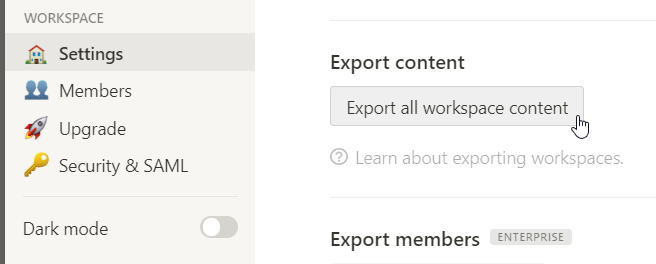 WORKSPACE
Settings
Members
Upgrade
Security & SAML
Dark mode
Export content
Export all workspace content
Learn about exporting workspaces.
Export members ENTERPRISE